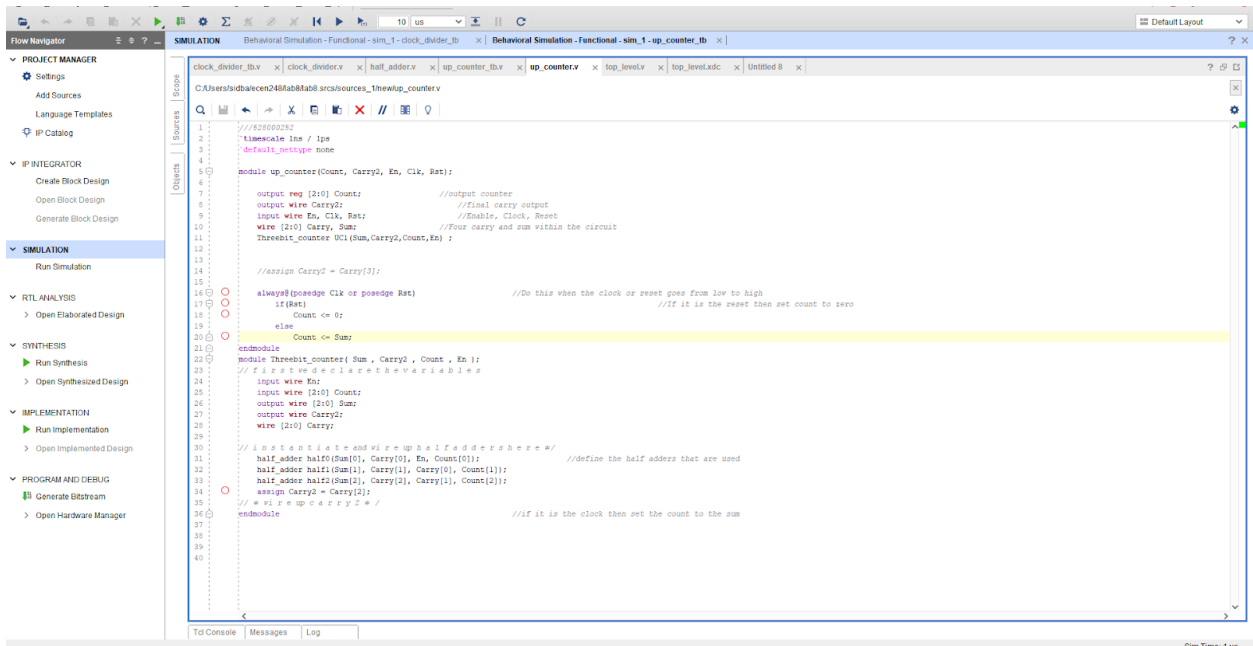 10 us
Default Layout
Flow Navigator
? _
SIMULATION
Behavioral Simulation - Functional - sim_1 - clock_divider_tb ×
Behavioral Simulation - Functional - sim_1 - up_counter_tb ×
? ×
PROJECT MANAGER
Settings
Add Sources
Language Templates
IP Catalog
IP INTEGRATOR
Create Block Design
Open Block Design
Generate Block Design
SIMULATION
Run Simulation
RTL ANALYSIS
Open Elaborated Design
SYNTHESIS
Run Synthesis
Open Synthesized Design
IMPLEMENTATION
Run Implementation
Open Implemented Design
PROGRAM AND DEBUG
Generate Bitstream
Open Hardware Manager
Scope
Sources
Objects
clock_divider_tb.v × clock_divider.v × half_adder.v × up_counter_tb.v × up_counter.v × top_level.v × top_level.xdc × Untitled 8 ×
C:/Users/sidba/ecen248/lab8/lab8.srcs/sources_1/new/up_counter.v
1 ///528000252
2 `timescale 1ns / 1ps
3 `default_nettype none
4
5 module up_counter(Count, Carry2, En, Clk, Rst);
6
7 output reg [2:0] Count; //output counter
8 output wire Carry2; //final carry output
9 input wire En, Clk, Rst; //Enable, Clock, Reset
10 wire [2:0] Carry, Sum; //Four carry and sum within the circuit
11 Threebit_counter UC1(Sum,Carry2,Count,En) ;
12
13
14 //assign Carry2 = Carry[3];
15
16 always@(posedge Clk or posedge Rst) //Do this when the clock or reset goes from low to high
17 if(Rst) //If it is the reset then set count to zero
18 Count <= 0;
19 else
20 Count <= Sum;
21 endmodule
22 module Threebit_counter( Sum , Carry2 , Count , En );
23 // f i r s t we d e c l a r e t h e v a r i a b l e s
24 input wire En;
25 input wire [2:0] Count;
26 output wire [2:0] Sum;
27 output wire Carry2;
28 wire [2:0] Carry;
29
30 // i n s t a n t i a t e and wi r e up h a l f a d d e r s h e r e */
31 half_adder half0(Sum[0], Carry[0], En, Count[0]); //define the half adders that are used
32 half_adder half1(Sum[1], Carry[1], Carry[0], Count[1]);
33 half_adder half2(Sum[2], Carry[2], Carry[1], Count[2]);
34 assign Carry2 = Carry[2];
35 // * wi r e up c a r r y 2 * /
36 endmodule //if it is the clock then set the count to the sum
37
38
39
40
Tcl Console Messages Log
Sim Time: 1 us